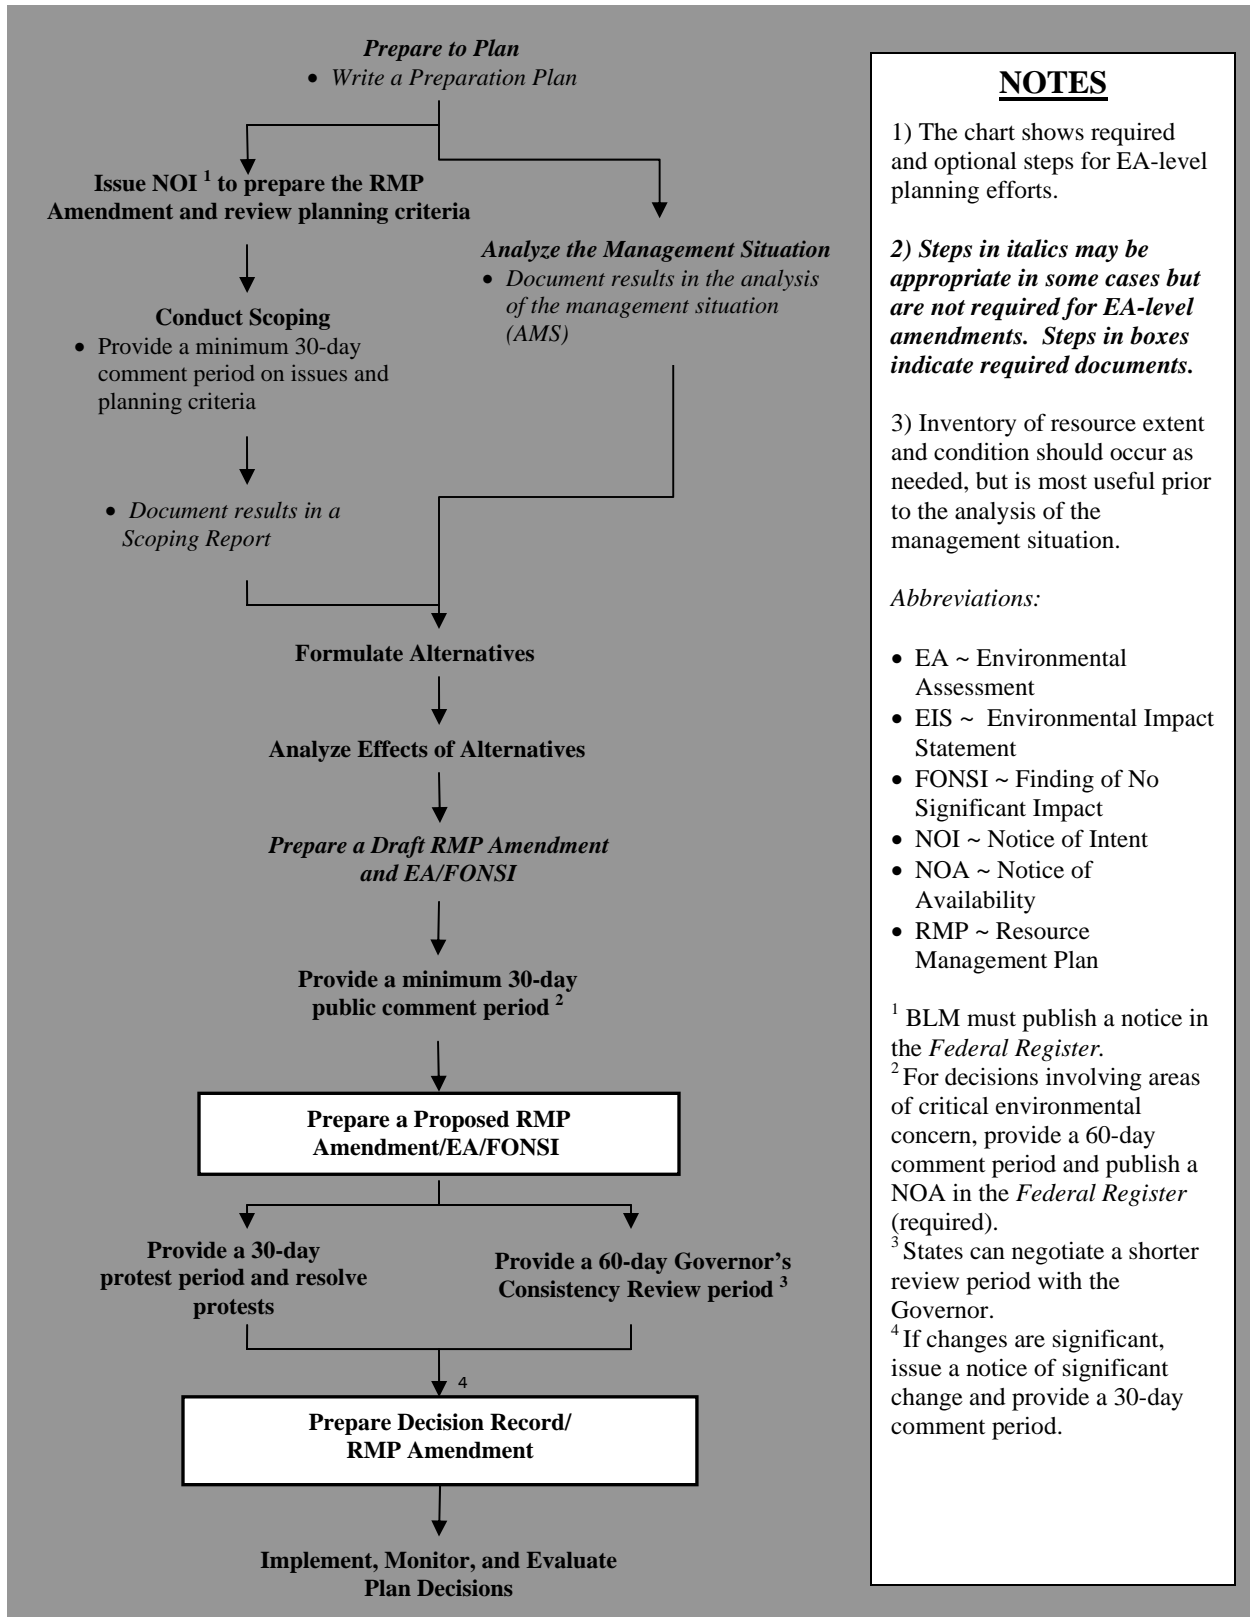 Prepare to Plan
• Write a Preparation Plan
Issue NOI 1 to prepare the RMP
Amendment and review planning criteria
Analyze the Management Situation
• Document results in the analysis
of the management situation
(AMS)
Conduct Scoping
• Provide a minimum 30-day
comment period on issues and
planning criteria
• Document results in a
Scoping Report
Formulate Alternatives
Analyze Effects of Alternatives
Prepare a Draft RMP Amendment
and EA/FONSI
Provide a minimum 30-day
public comment period 2
Prepare a Proposed RMP
Amendment/EA/FONSI
Provide a 30-day
protest period and resolve
protests
Provide a 60-day Governor's
Consistency Review period 3
4
Prepare Decision Record/
RMP Amendment
Implement, Monitor, and Evaluate
Plan Decisions
NOTES
1) The chart shows required
and optional steps for EA-level
planning efforts.
2) Steps in italics may be
appropriate in some cases but
are not required for EA-level
amendments. Steps in boxes
indicate required documents.
3) Inventory of resource extent
and condition should occur as
needed, but is most useful prior
to the analysis of the
management situation.
Abbreviations:
• EA ~ Environmental
Assessment
• EIS ~ Environmental Impact
Statement
• FONSI ~ Finding of No
Significant Impact
• NOI ~ Notice of Intent
• NOA ~ Notice of
Availability
• RMP ~ Resource
Management Plan
1 BLM must publish a notice in
the Federal Register.
2 For decisions involving areas
of critical environmental
concern, provide a 60-day
comment period and publish a
NOA in the Federal Register
(required).
3 States can negotiate a shorter
review period with the
Governor.
4 If changes are significant,
issue a notice of significant
change and provide a 30-day
comment period.